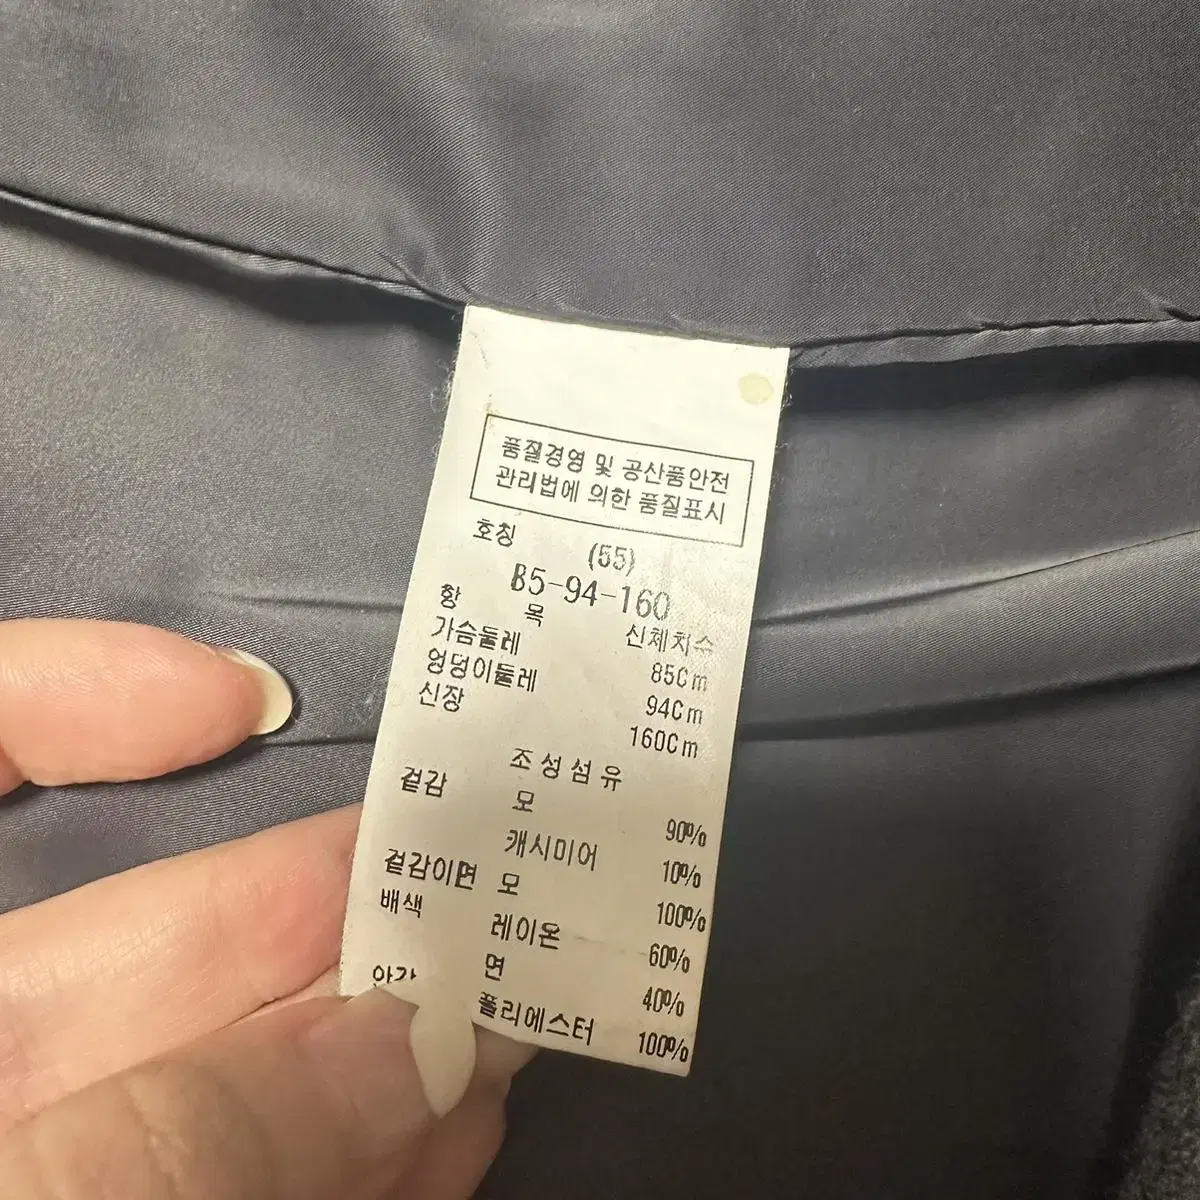 품질경영 및 공산품안전
관리법에 의한 품질표시
호칭 (55)
85-94-160
항 목 신체치수
가슴둘레 85Cm
엉덩이둘레 94Cm
신장 160Cm
조성섬유
겉감 모 90%
캐시미어 10%
겉감이면 모 100%
배색 레이온 60%
면 40%
안감 폴리에스터 100%